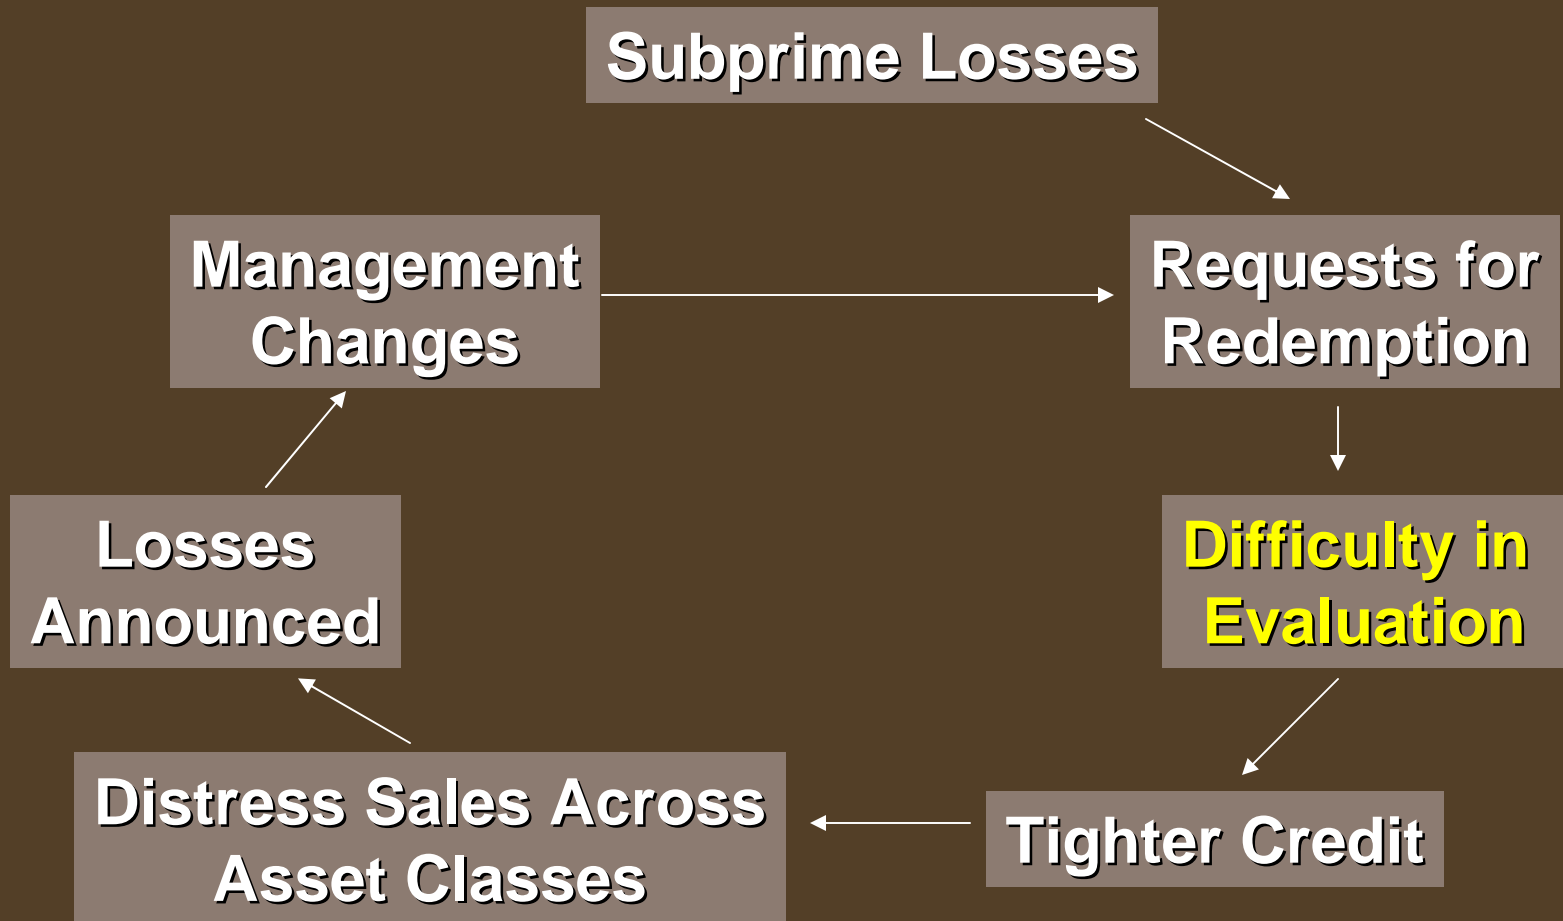 Subprime Losses
Management
Changes
Requests for
Redemption
Losses
Announced
Difficulty in
Evaluation
Distress Sales Across
Asset Classes
Tighter Credit